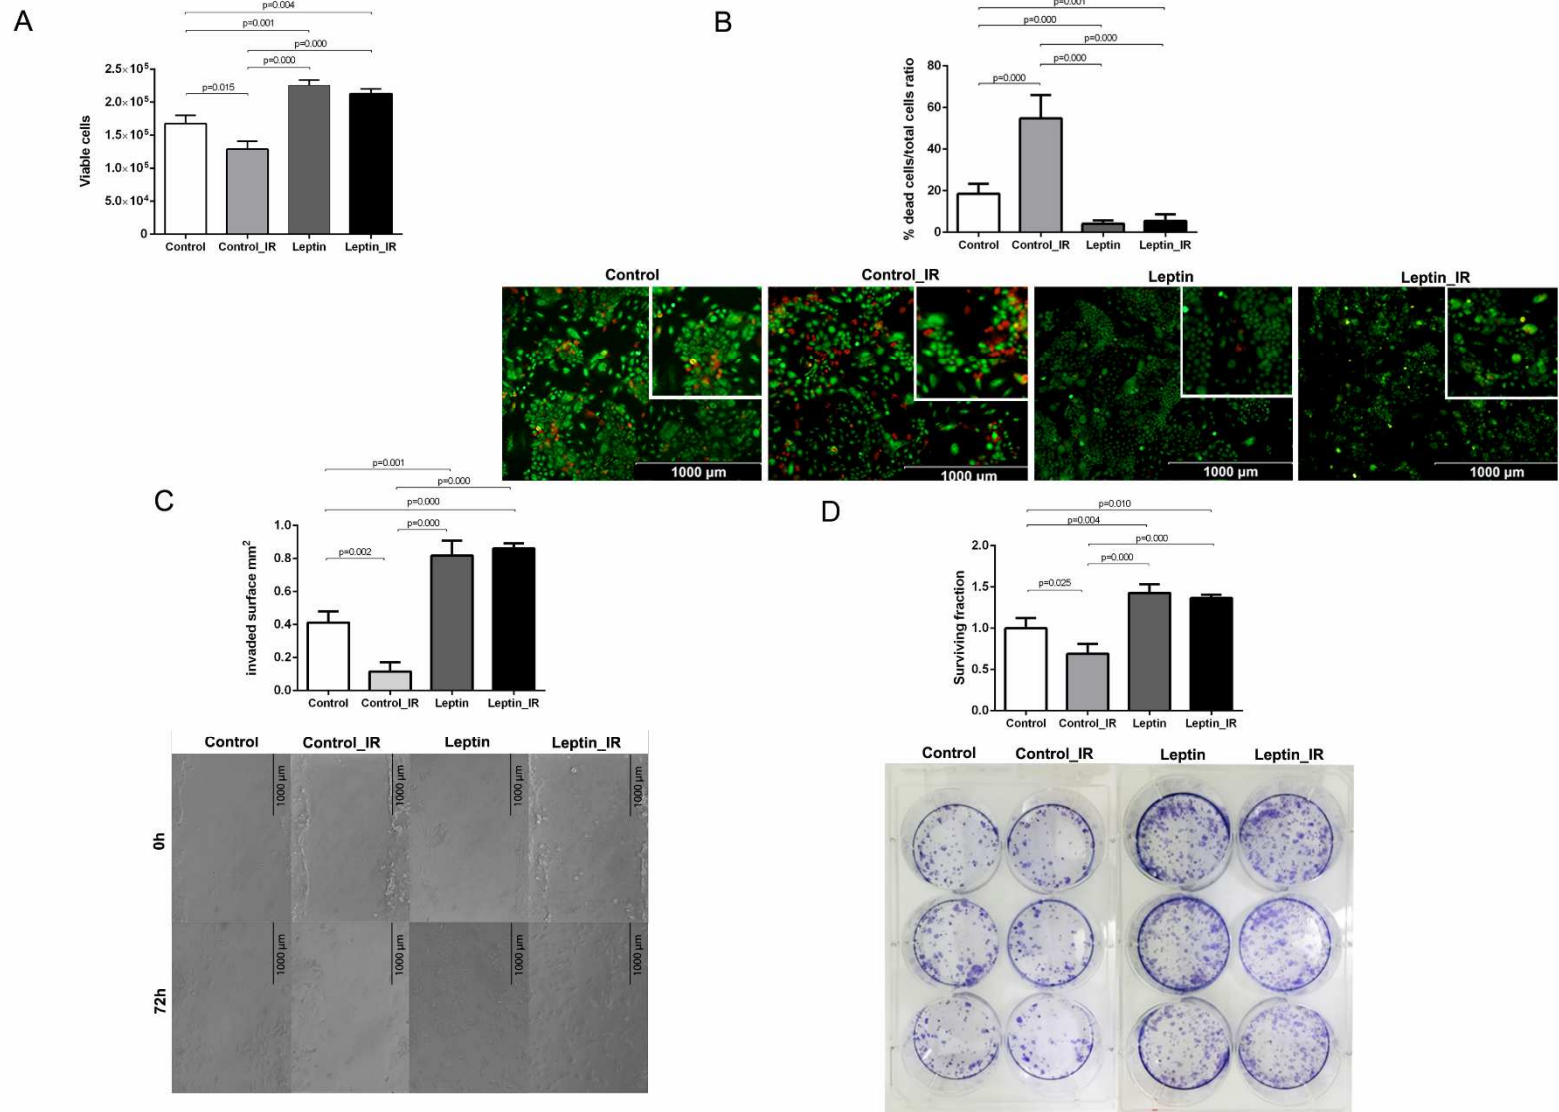 A
p=0.004
p=0.001
p=0.000
p=0.000
p=0.015
Viable cells
2.5×10⁵
2.0×10⁵
1.5×10⁵
1.0×10⁵
5.0×10⁴
0
Control Control_IR Leptin Leptin_IR
B
p=0.001
p=0.000
p=0.000
p=0.000
p=0.000
% dead cells/total cells ratio
80
60
40
20
0
Control Control_IR Leptin Leptin_IR
Control Control_IR Leptin Leptin_IR
1000 µm 1000 µm 1000 µm 1000 µm
C
p=0.001
p=0.000
p=0.000
p=0.000
p=0.002
invaded surface mm²
1.0
0.8
0.6
0.4
0.2
0.0
Control Control_IR Leptin Leptin_IR
Control Control_IR Leptin Leptin_IR
0h
1000 µm 1000 µm 1000 µm 1000 µm
72h
1000 µm 1000 µm 1000 µm 1000 µm
D
p=0.010
p=0.004
p=0.000
p=0.000
p=0.025
Surviving fraction
2.0
1.5
1.0
0.5
0.0
Control Control_IR Leptin Leptin_IR
Control Control_IR Leptin Leptin_IR